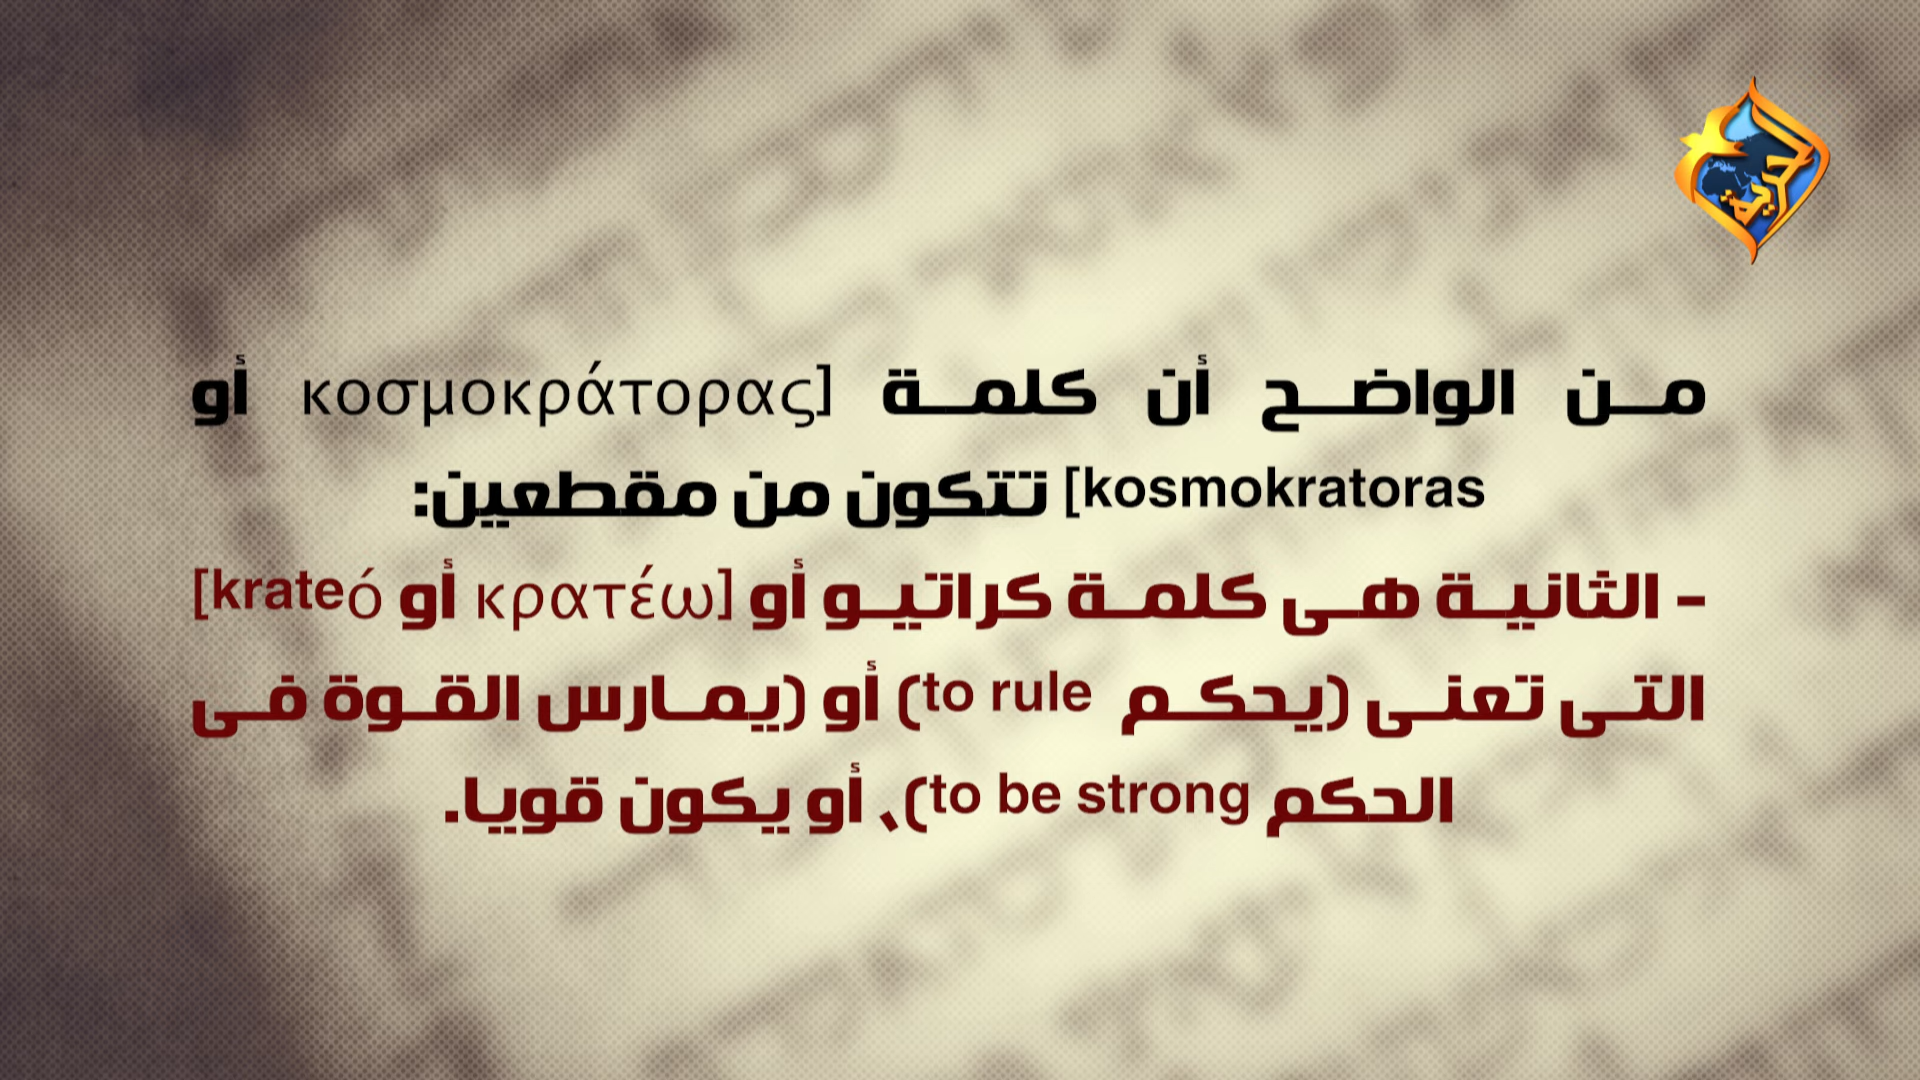 الحرية
من الواضح أن كلمة [κοσμοκράτορας أو
kosmokratoras] تتكون من مقطعين:
- الثانية هى كلمة كراتيو أو [κρατέω أو krateó]
التى تعنى (يحكم to rule) أو (يمارس القوة فى
الحكم to be strong)، أو يكون قويا.